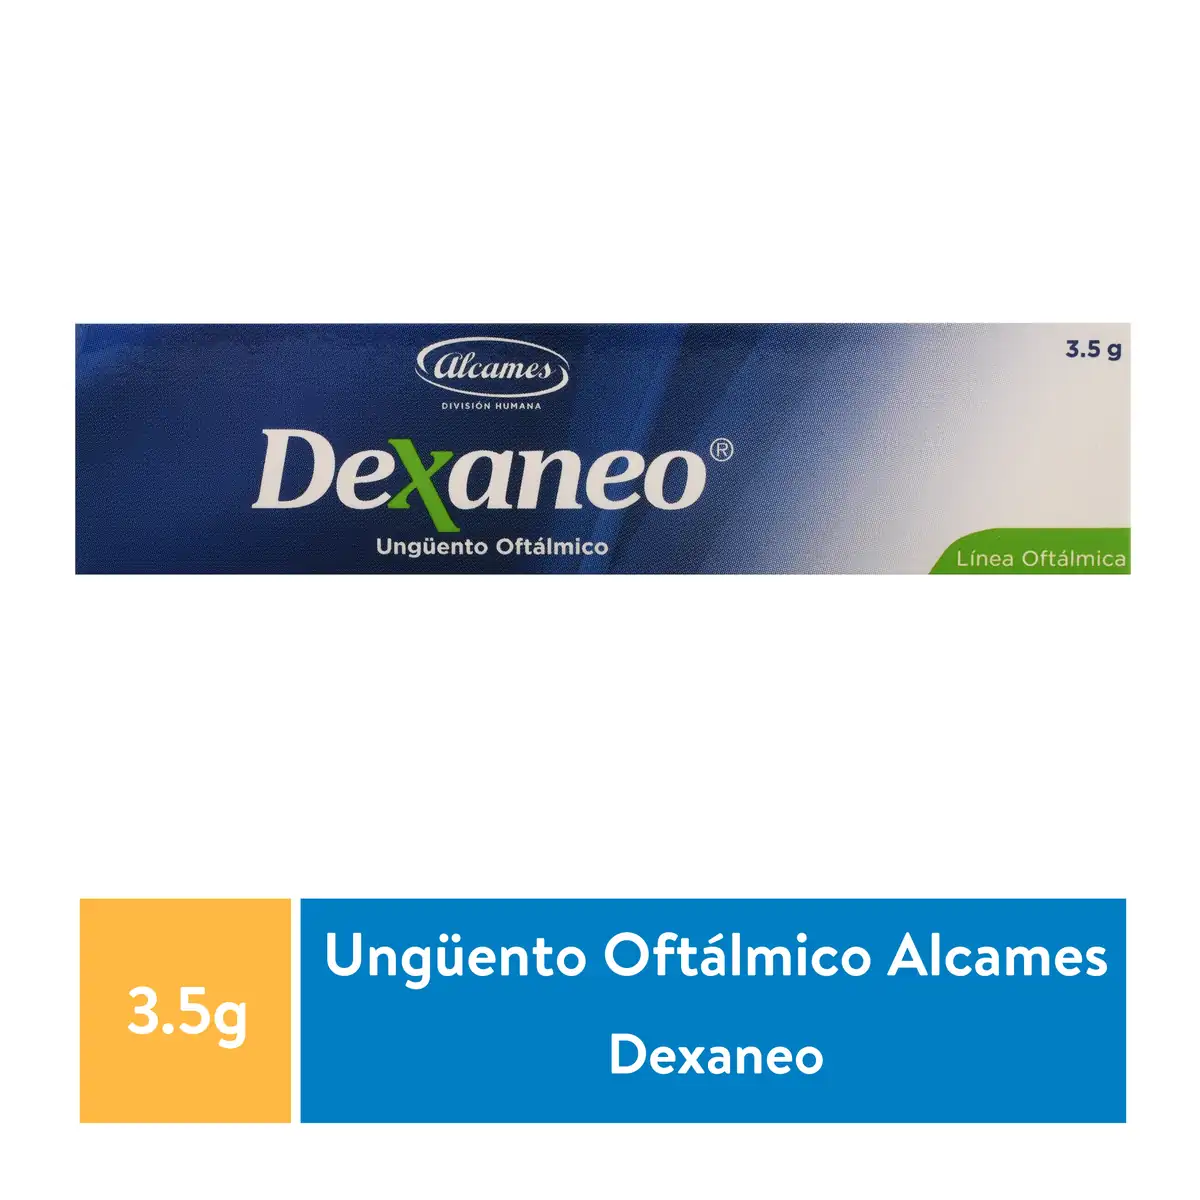 Alcames
DIVISIÓN HUMANA
3.5 g
Dexaneo®
Ungüento Oftálmico
Línea Oftálmica
3.5g
Ungüento Oftálmico Alcames
Dexaneo